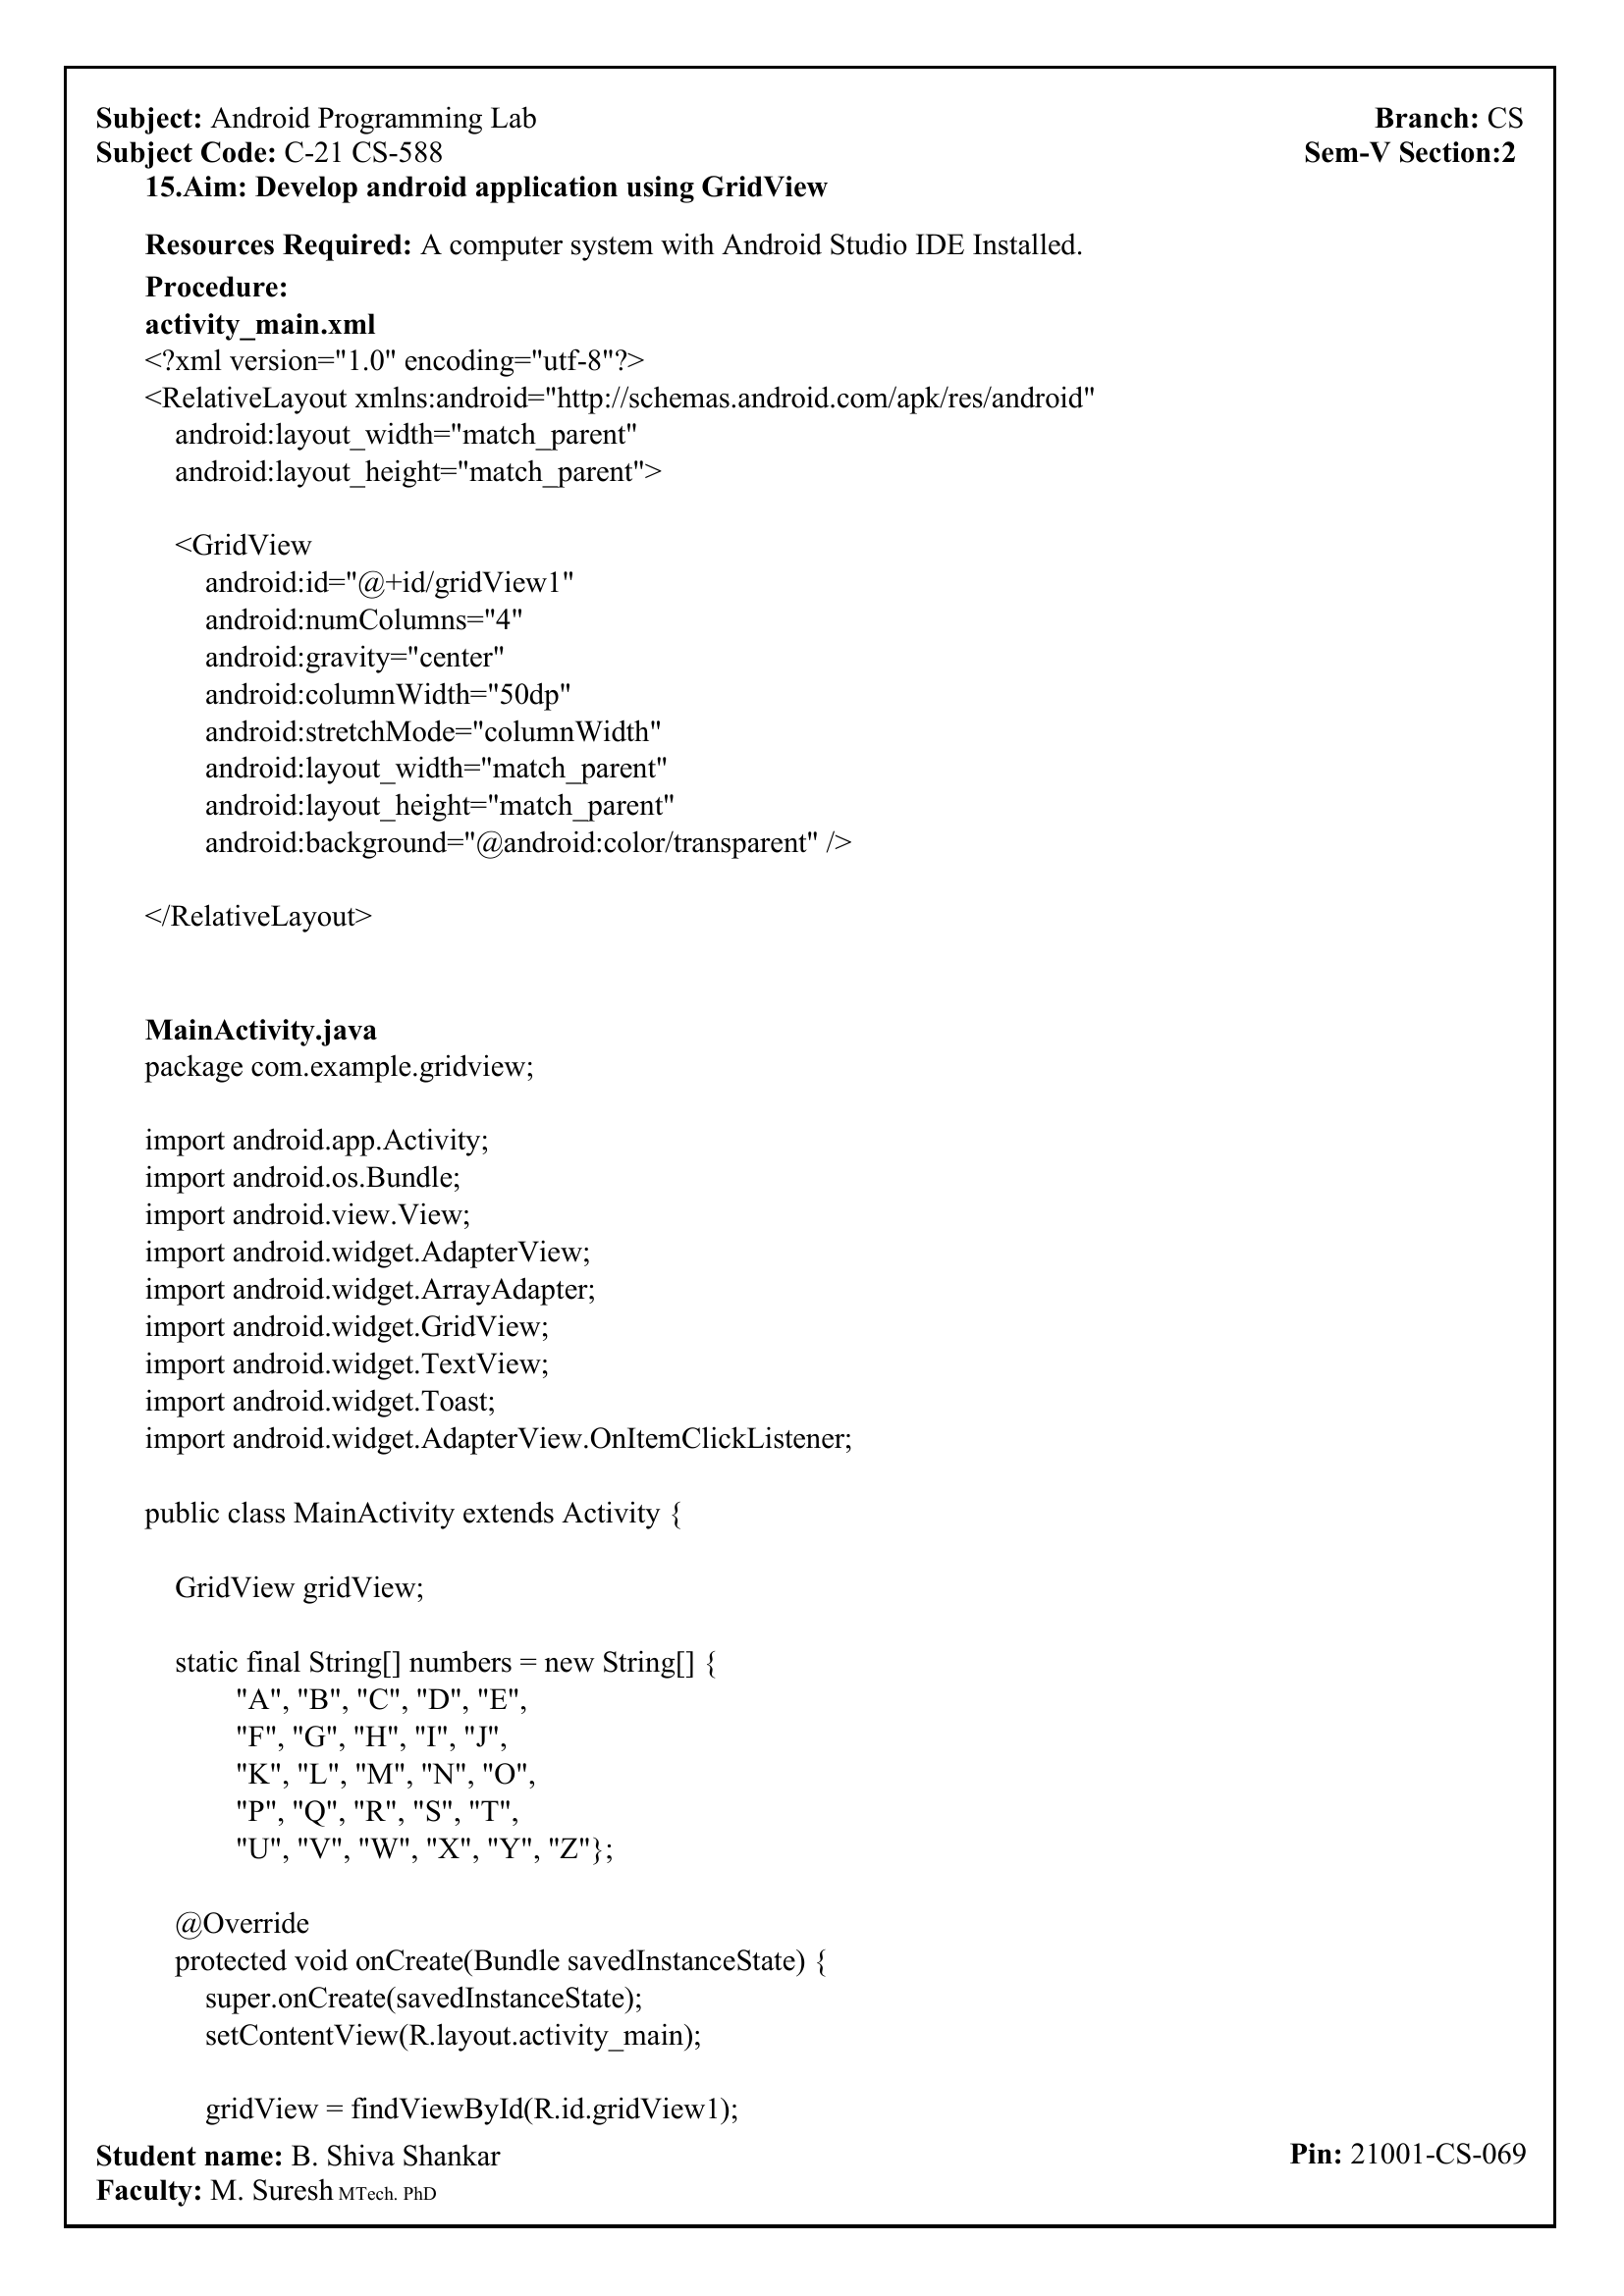 Subject: Android Programming Lab Branch: CS
Subject Code: C-21 CS-588 Sem-V Section:2
15.Aim: Develop android application using GridView
Resources Required: A computer system with Android Studio IDE Installed.
Procedure:
activity_main.xml
<?xml version="1.0" encoding="utf-8"?>
<RelativeLayout xmlns:android="http://schemas.android.com/apk/res/android"
    android:layout_width="match_parent"
    android:layout_height="match_parent">
    <GridView
        android:id="@+id/gridView1"
        android:numColumns="4"
        android:gravity="center"
        android:columnWidth="50dp"
        android:stretchMode="columnWidth"
        android:layout_width="match_parent"
        android:layout_height="match_parent"
        android:background="@android:color/transparent" />
</RelativeLayout>
MainActivity.java
package com.example.gridview;
import android.app.Activity;
import android.os.Bundle;
import android.view.View;
import android.widget.AdapterView;
import android.widget.ArrayAdapter;
import android.widget.GridView;
import android.widget.TextView;
import android.widget.Toast;
import android.widget.AdapterView.OnItemClickListener;
public class MainActivity extends Activity {
    GridView gridView;
    static final String[] numbers = new String[] {
            "A", "B", "C", "D", "E",
            "F", "G", "H", "I", "J",
            "K", "L", "M", "N", "O",
            "P", "Q", "R", "S", "T",
            "U", "V", "W", "X", "Y", "Z"};
    @Override
    protected void onCreate(Bundle savedInstanceState) {
        super.onCreate(savedInstanceState);
        setContentView(R.layout.activity_main);
        gridView = findViewById(R.id.gridView1);
Student name: B. Shiva Shankar Pin: 21001-CS-069
Faculty: M. Suresh MTech. PhD